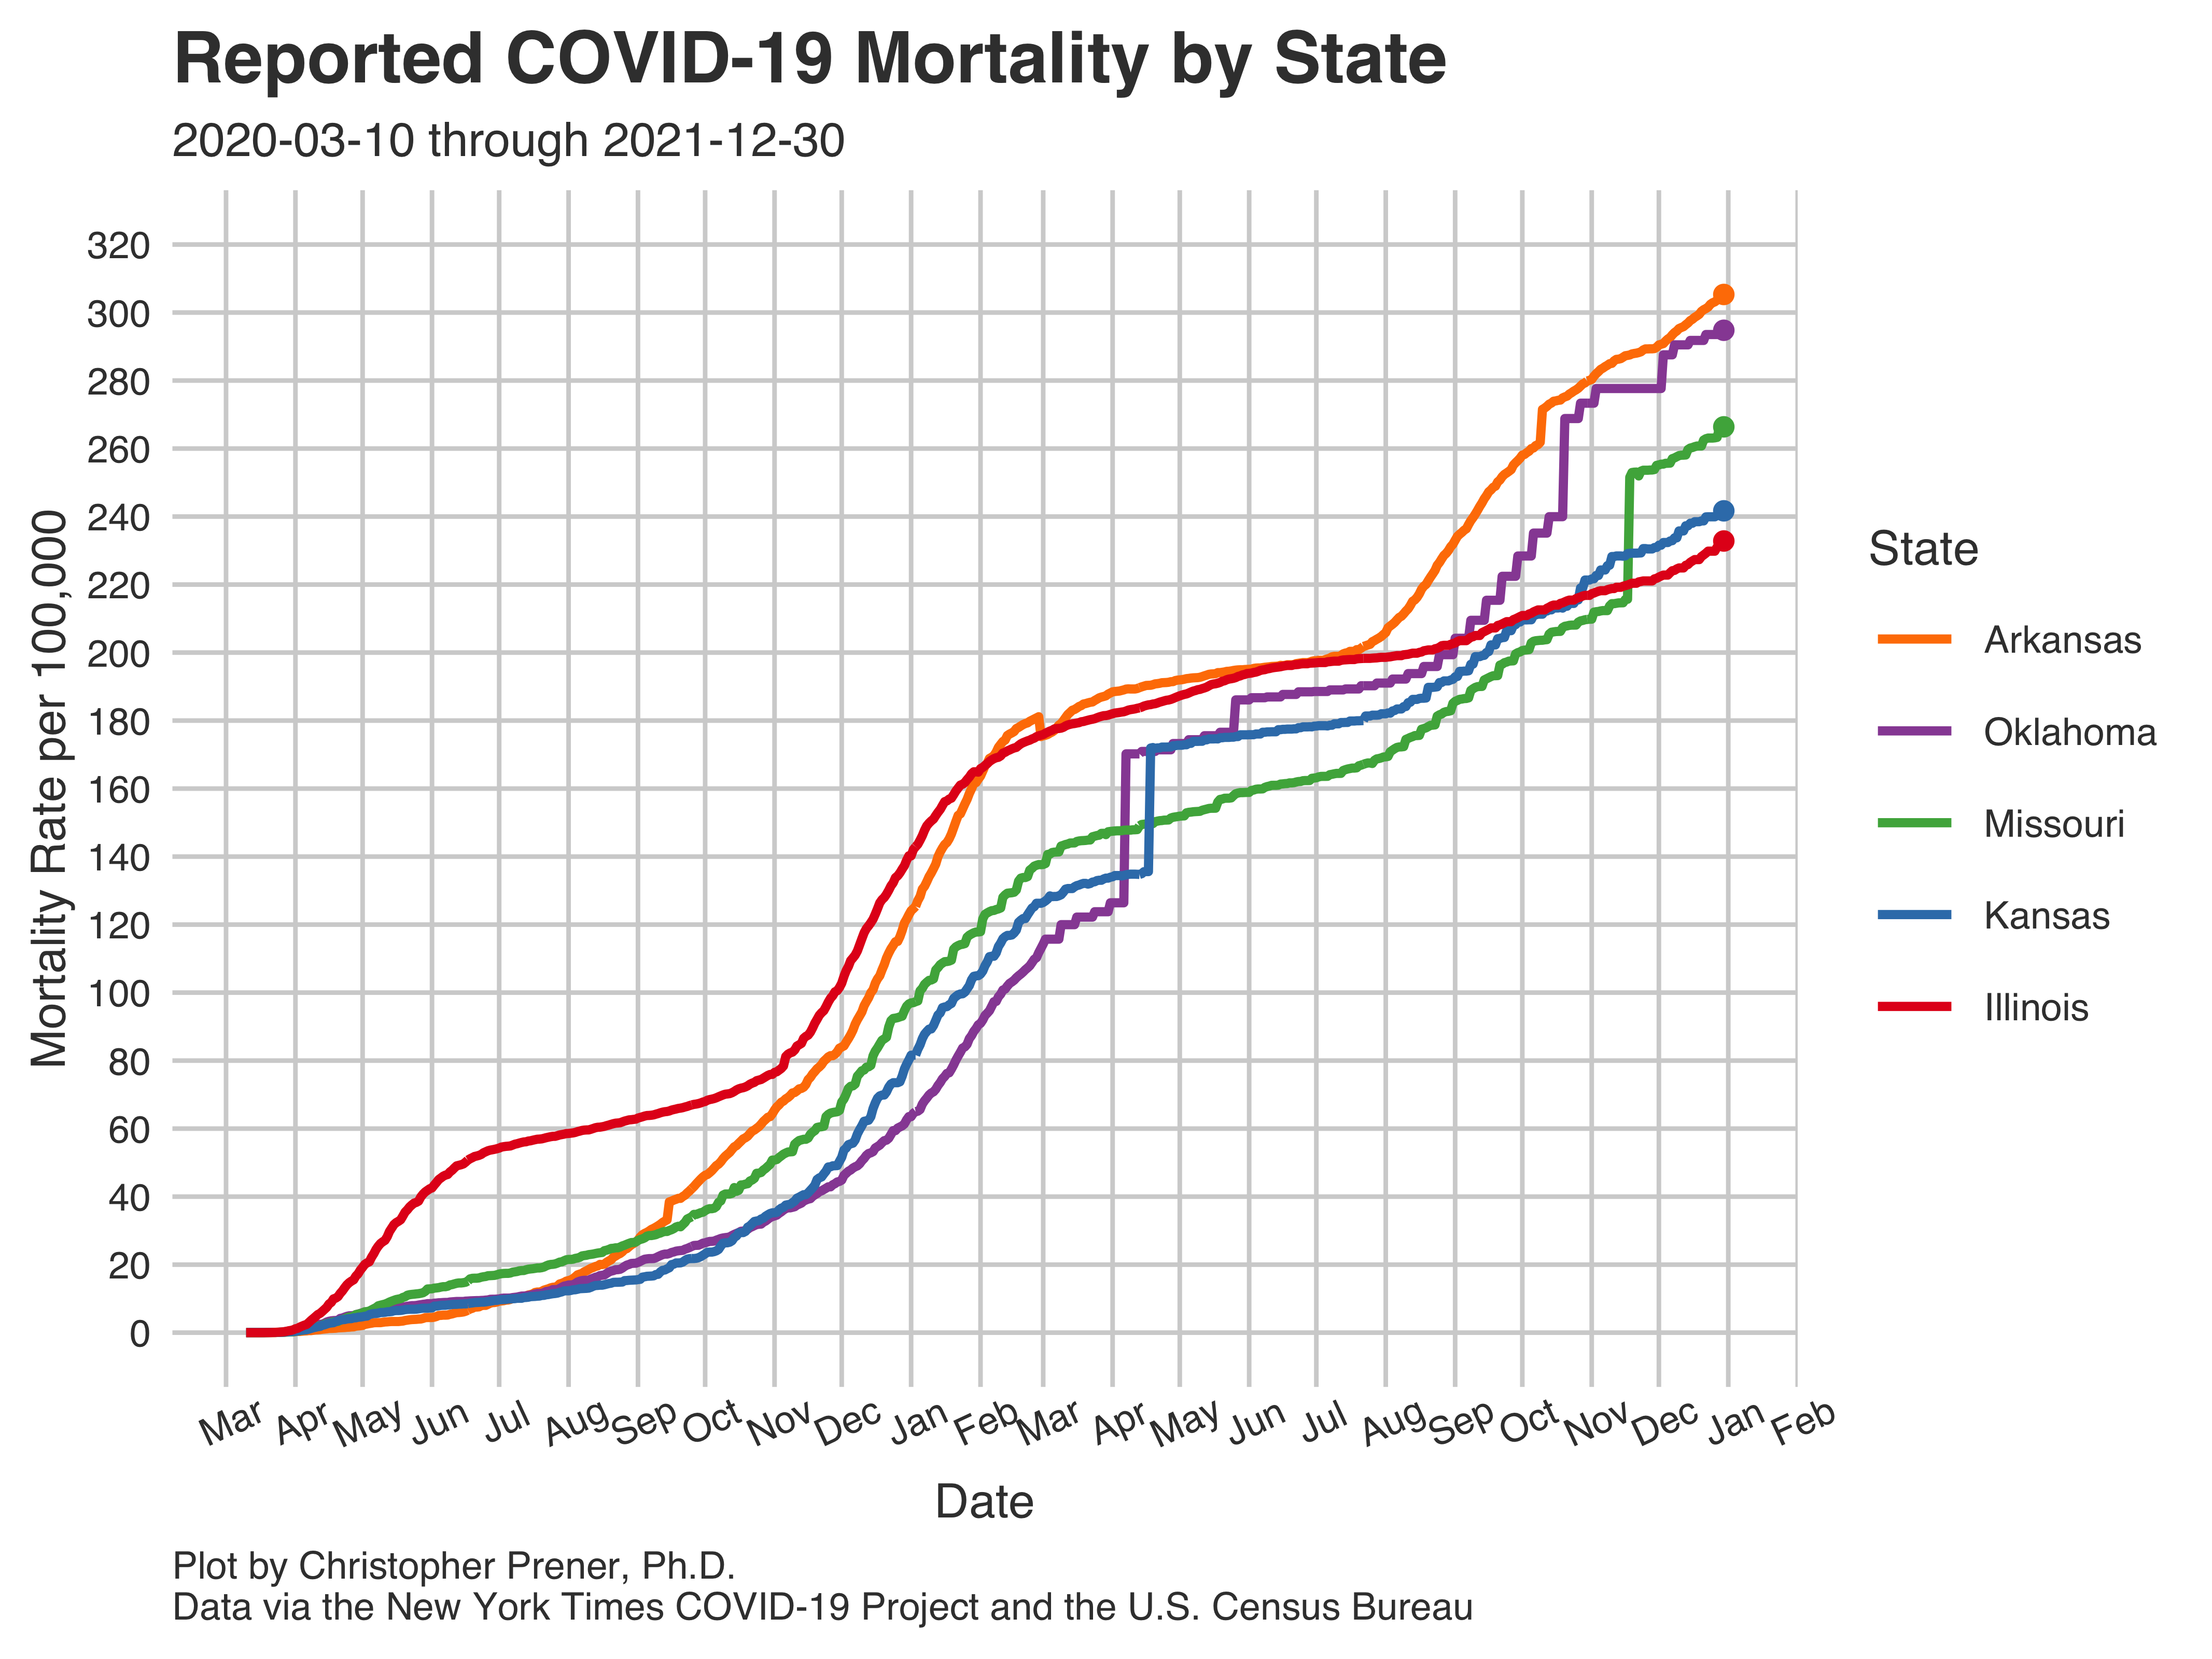 Reported COVID-19 Mortality by State
2020-03-10 through 2021-12-30
Mortality Rate per 100,000
320
300
280
260
240
220
200
180
160
140
120
100
80
60
40
20
0
Mar Apr May Jun Jul Aug Sep Oct Nov Dec Jan Feb Mar Apr May Jun Jul Aug Sep Oct Nov Dec Jan Feb
Date
State
Arkansas
Oklahoma
Missouri
Kansas
Illinois
Plot by Christopher Prener, Ph.D.
Data via the New York Times COVID-19 Project and the U.S. Census Bureau